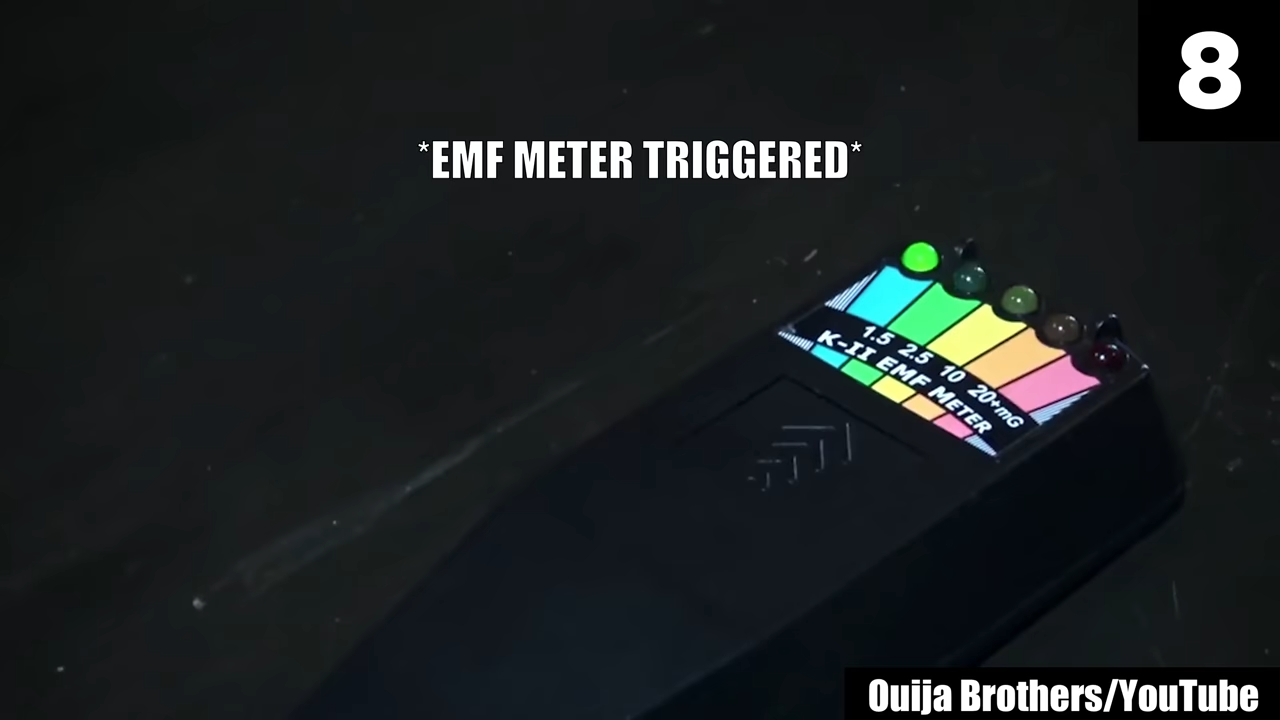 8
*EMF METER TRIGGERED*
1.5 2.5 10 20+mG
K-II EMF METER
Ouija Brothers/YouTube